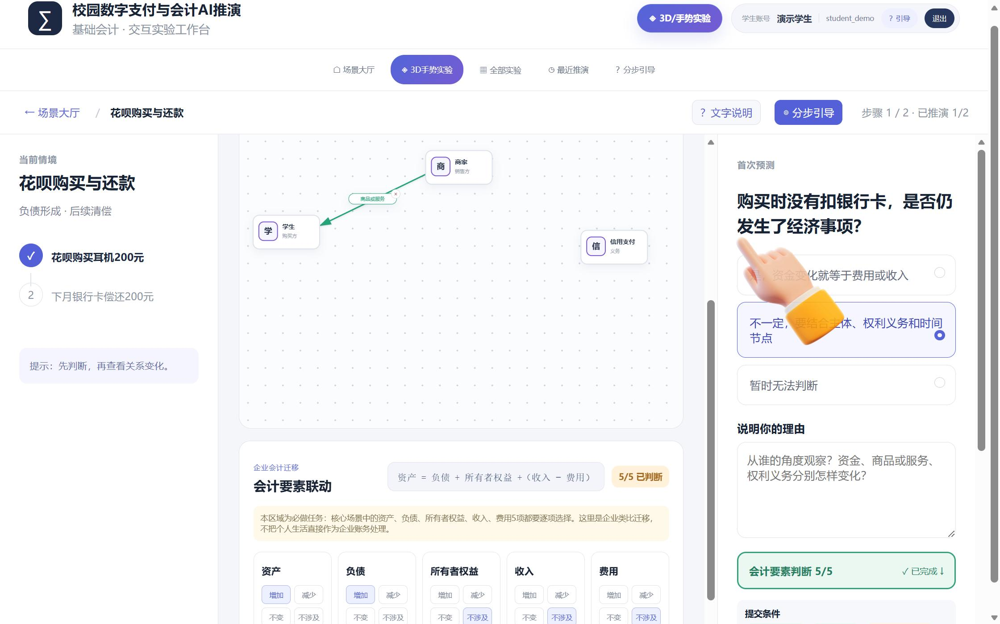 ∑
校园数字支付与会计AI推演
基础会计 · 交互实验工作台
◈ 3D/手势实验
学生账号 演示学生 student_demo ? 引导 退出
场景大厅
◈ 3D手势实验
▦ 全部实验
◷ 最近推演
? 分步引导
← 场景大厅 / 花呗购买与还款
? 文字说明
◎ 分步引导
步骤 1 / 2 · 已推演 1/2
当前情境
花呗购买与还款
负债形成 · 后续清偿
✓ 花呗购买耳机200元
2 下月银行卡偿还200元
提示：先判断，再查看关系变化。
商
商家
销售方
商品或服务 ×
学
学生
购买方
信
信用支付
义务
企业会计迁移
会计要素联动
资产 = 负债 + 所有者权益 +（收入 − 费用）
5/5 已判断
本区域为必做任务：核心场景中的资产、负债、所有者权益、收入、费用5项都要逐项选择。这里是企业类比迁移，
不把个人生活直接作为企业账务处理。
资产
增加 减少
不变 不涉及
负债
增加 减少
不变 不涉及
所有者权益
增加 减少
不变 不涉及
收入
增加 减少
不变 不涉及
费用
增加 减少
不变 不涉及
首次预测
购买时没有扣银行卡，是否仍
发生了经济事项？
是，资金变化就等于费用或收入
不一定，要结合主体、权利义务和时间
节点
暂时无法判断
说明你的理由
从谁的角度观察？资金、商品或服务、
权利义务分别怎样变化？
会计要素判断 5/5 ✓ 已完成 ↓
提交条件